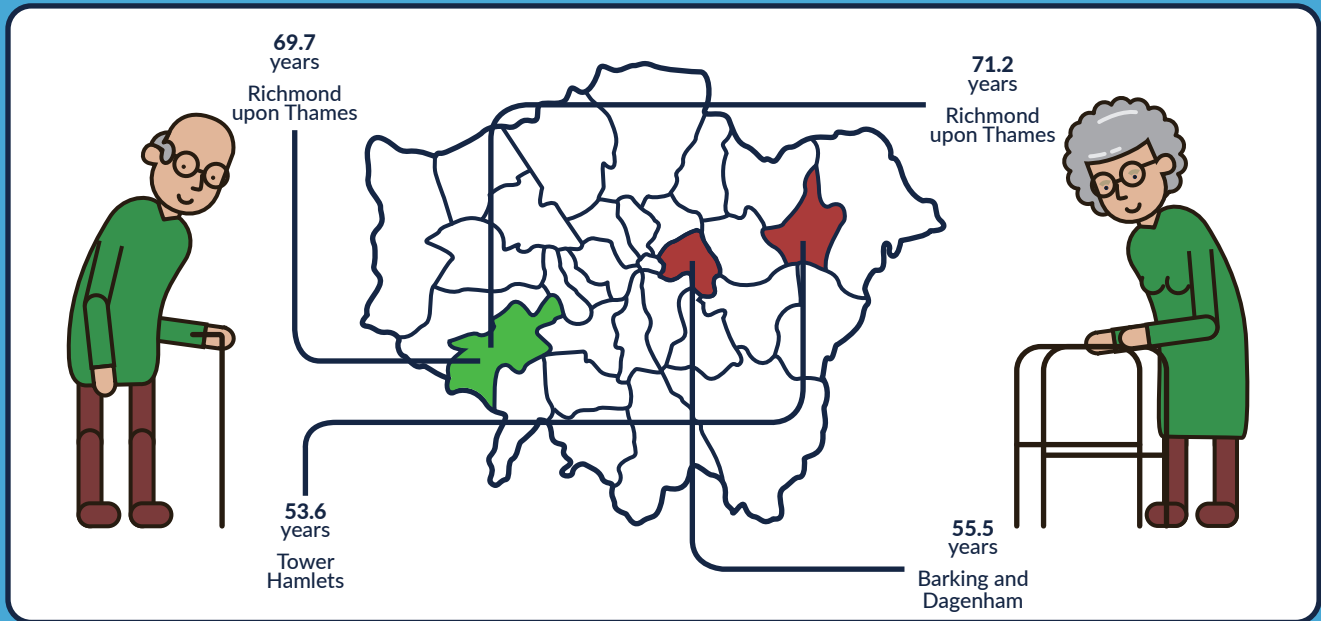 69.7
years
Richmond
upon Thames
71.2
years
Richmond
upon Thames
53.6
years
Tower
Hamlets
55.5
years
Barking and
Dagenham